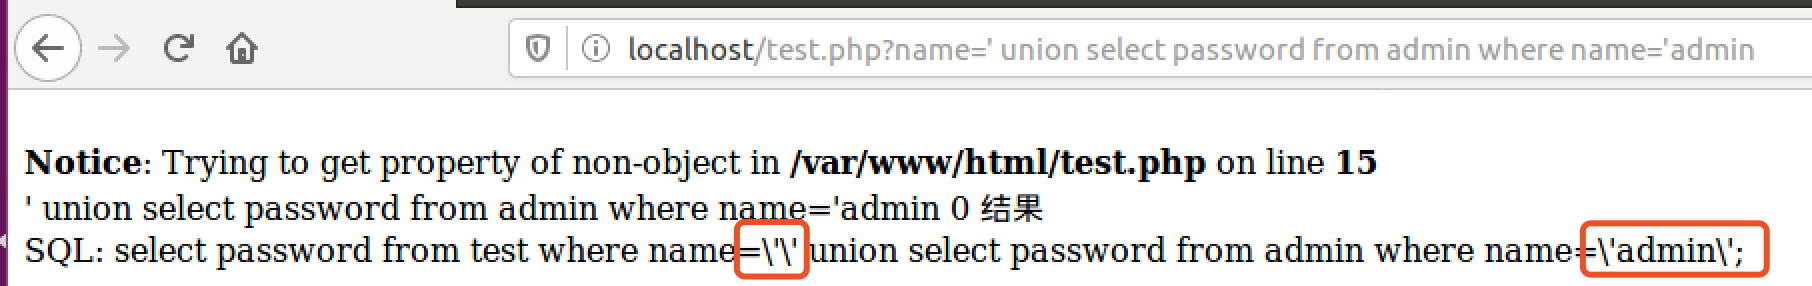 localhost/test.php?name=' union select password from admin where name='admin
Notice: Trying to get property of non-object in /var/www/html/test.php on line 15
' union select password from admin where name='admin 0 结果
SQL: select password from test where name=\'\' union select password from admin where name=\'admin\';